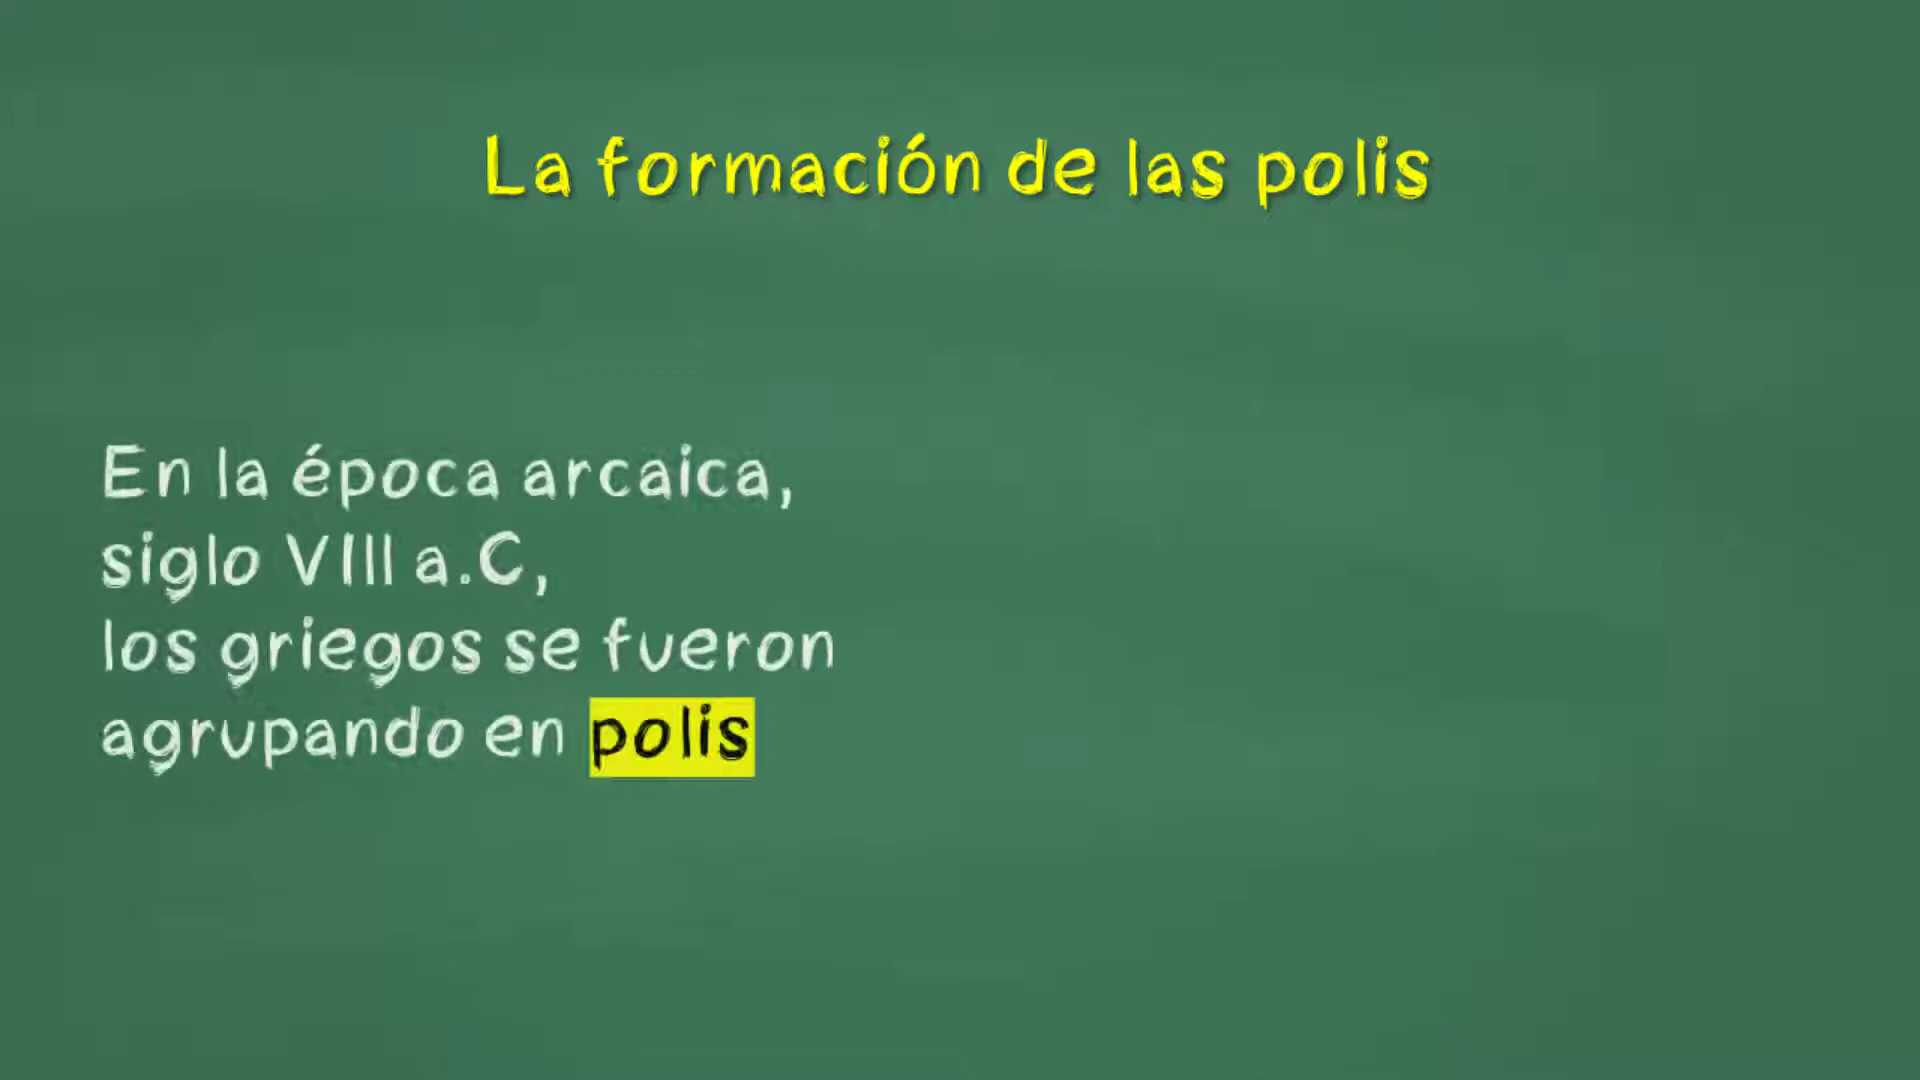 La formación de las polis
En la época arcaica,
siglo VIII a.C,
los griegos se fueron
agrupando en polis